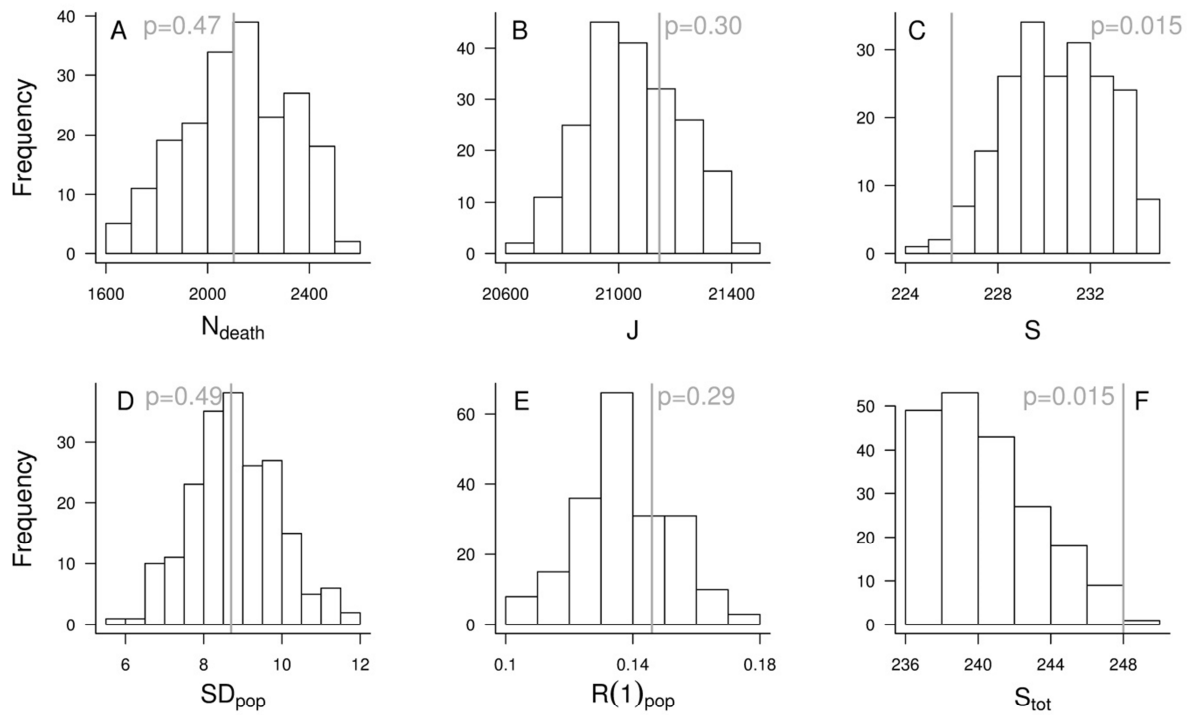 A p=0.47
Frequency
0
10
20
30
40
1600 2000 2400
N_death
B p=0.30
0
10
20
30
40
20600 21000 21400
J
C p=0.015
0
10
20
30
224 228 232
S
D p=0.49
Frequency
0
10
20
30
6 8 10 12
SD_pop
E p=0.29
0
20
40
60
0.1 0.14 0.18
R(1)_pop
p=0.015 F
0
10
20
30
40
50
236 240 244 248
S_tot